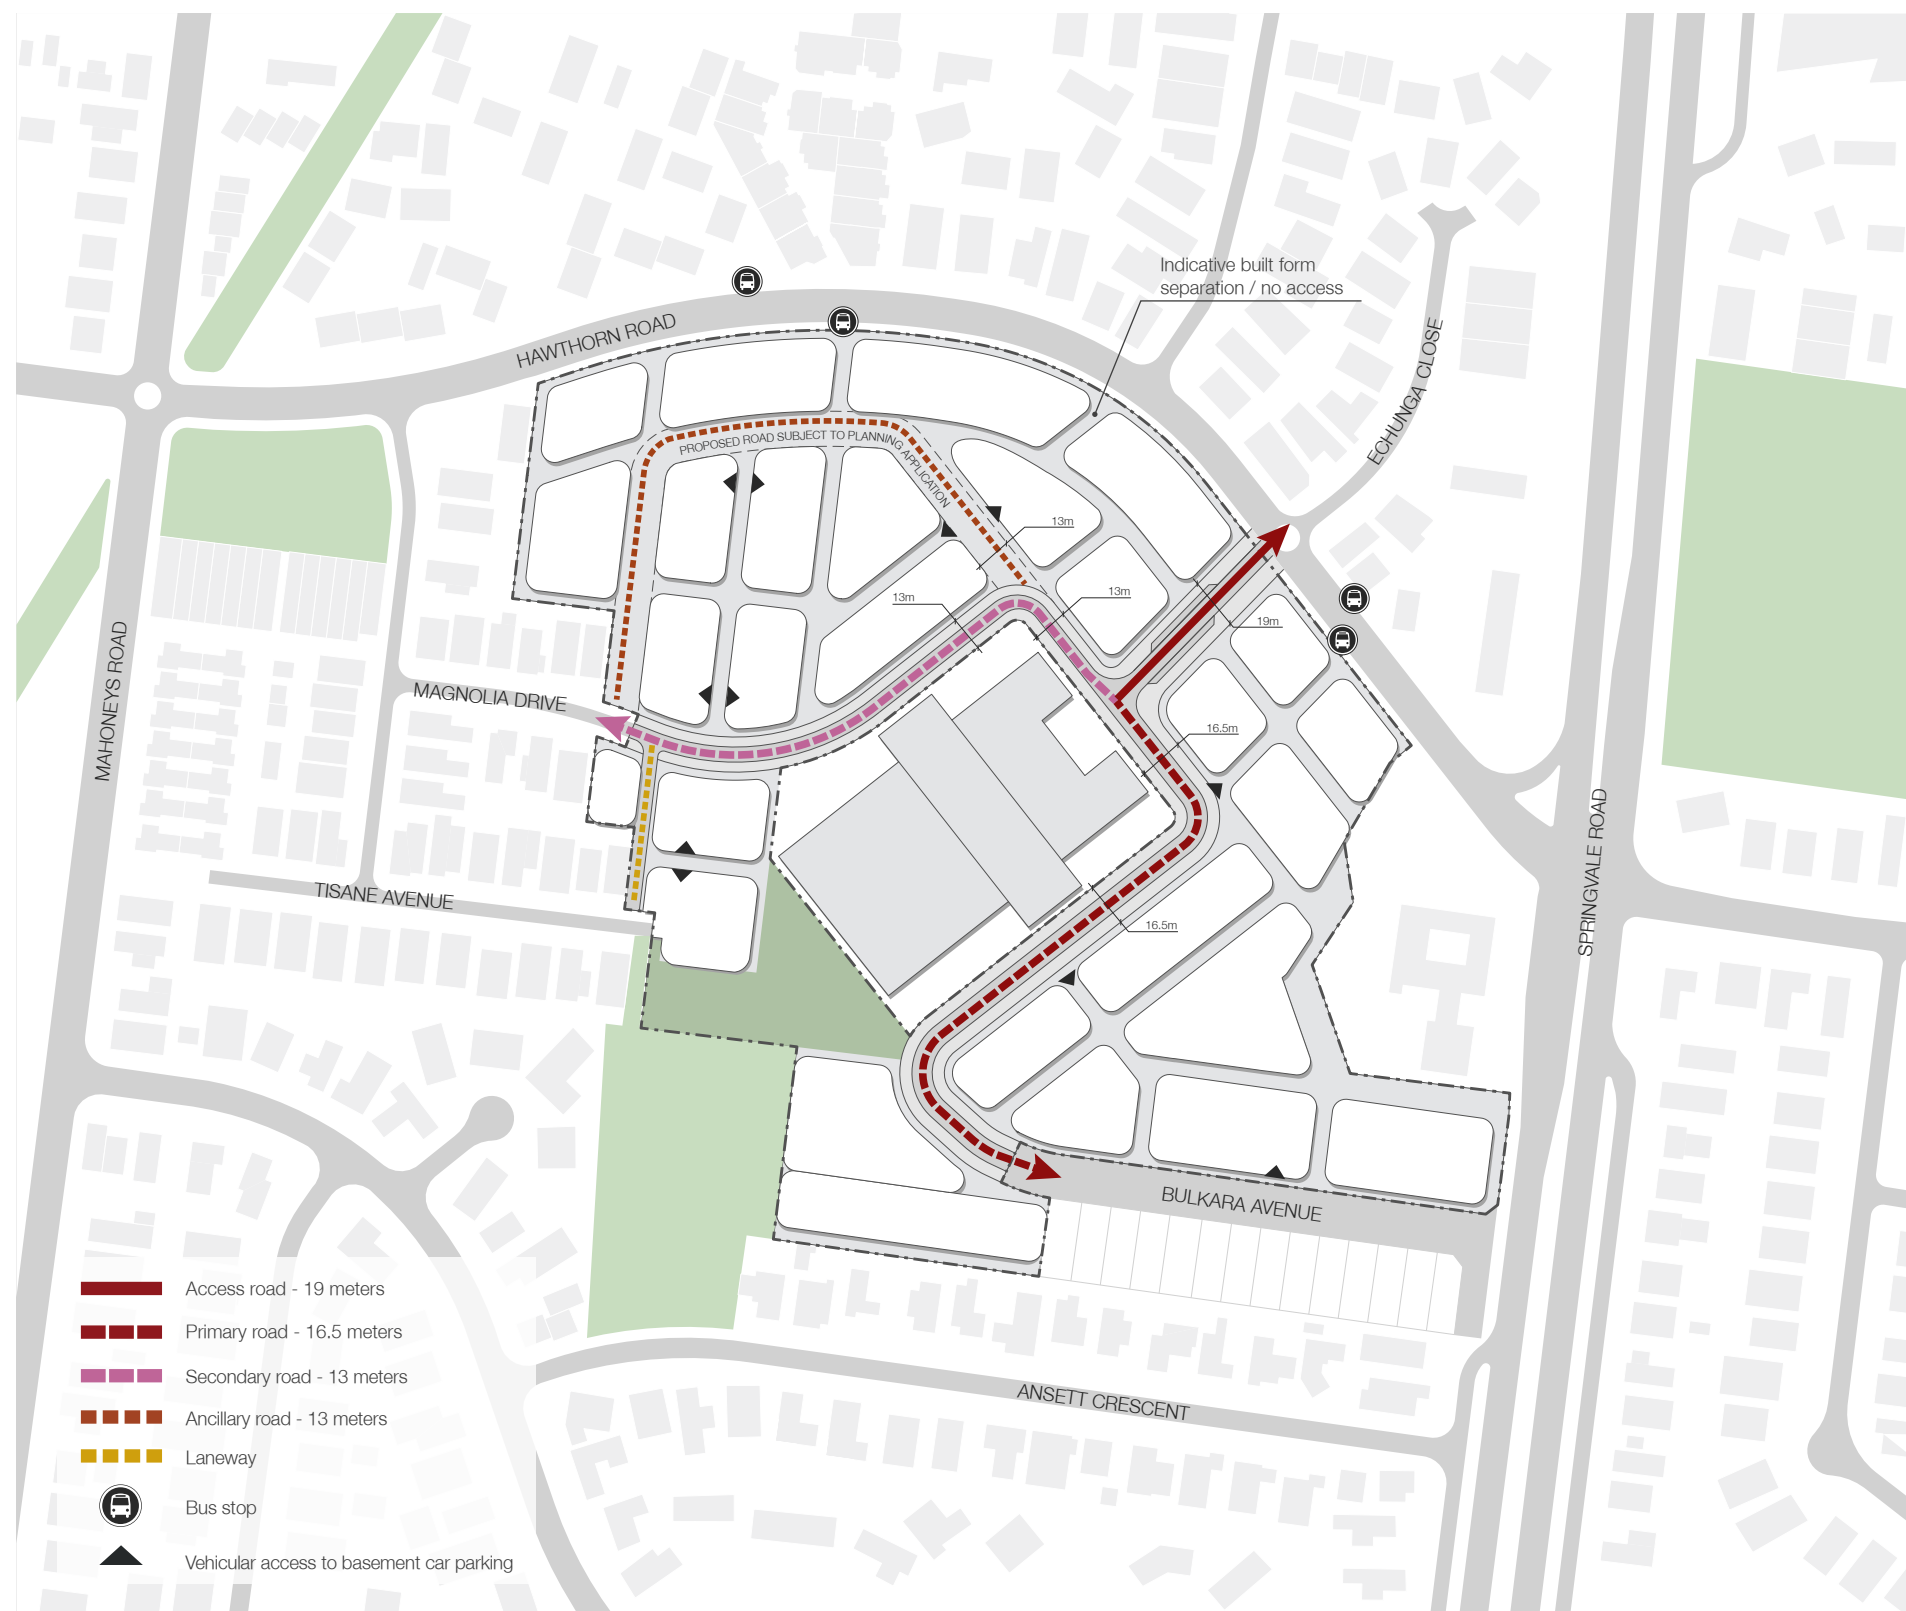 Indicative built form
separation / no access
HAWTHORN ROAD
ECHUNGA CLOSE
PROPOSED ROAD SUBJECT TO PLANNING APPLICATION
13m
13m
13m
19m
MAGNOLIA DRIVE
MAHONEYS ROAD
16.5m
SPRINGVALE ROAD
TISANE AVENUE
16.5m
BULKARA AVENUE
ANSETT CRESCENT
Access road - 19 meters
Primary road - 16.5 meters
Secondary road - 13 meters
Ancillary road - 13 meters
Laneway
Bus stop
Vehicular access to basement car parking